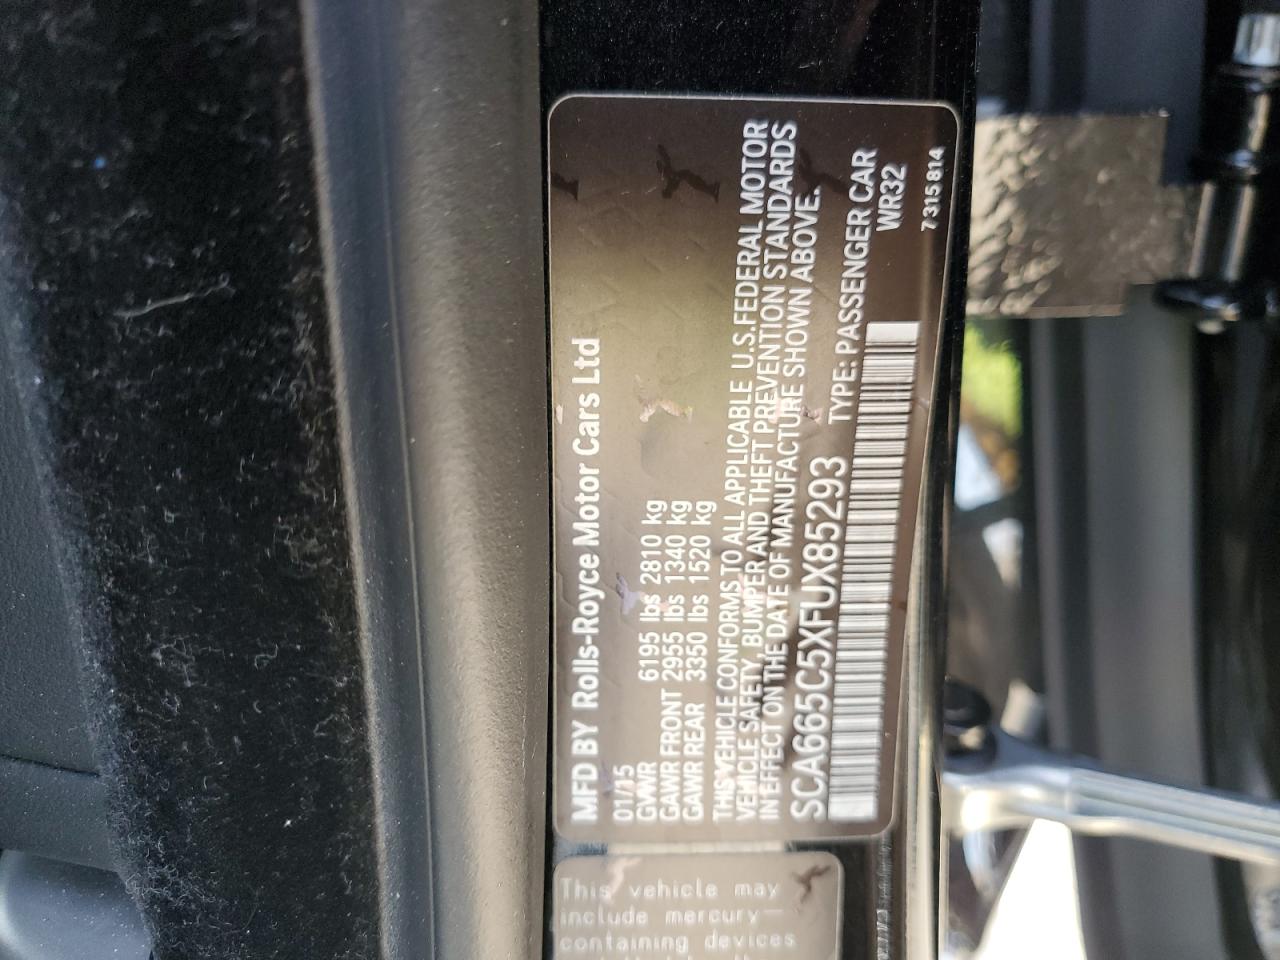 MFD BY Rolls-Royce Motor Cars Ltd
01/15
GVWR 6195 lbs 2810 kg
GAWR FRONT 2955 lbs 1340 kg
GAWR REAR 3350 lbs 1520 kg
THIS VEHICLE CONFORMS TO ALL APPLICABLE U.S. FEDERAL MOTOR
VEHICLE SAFETY, BUMPER AND THEFT PREVENTION STANDARDS
IN EFFECT ON THE DATE OF MANUFACTURE SHOWN ABOVE.
SCA665C5XFUX85293 TYPE: PASSENGER CAR
WR32
7 315 814
This vehicle may
include mercury-
containing devices